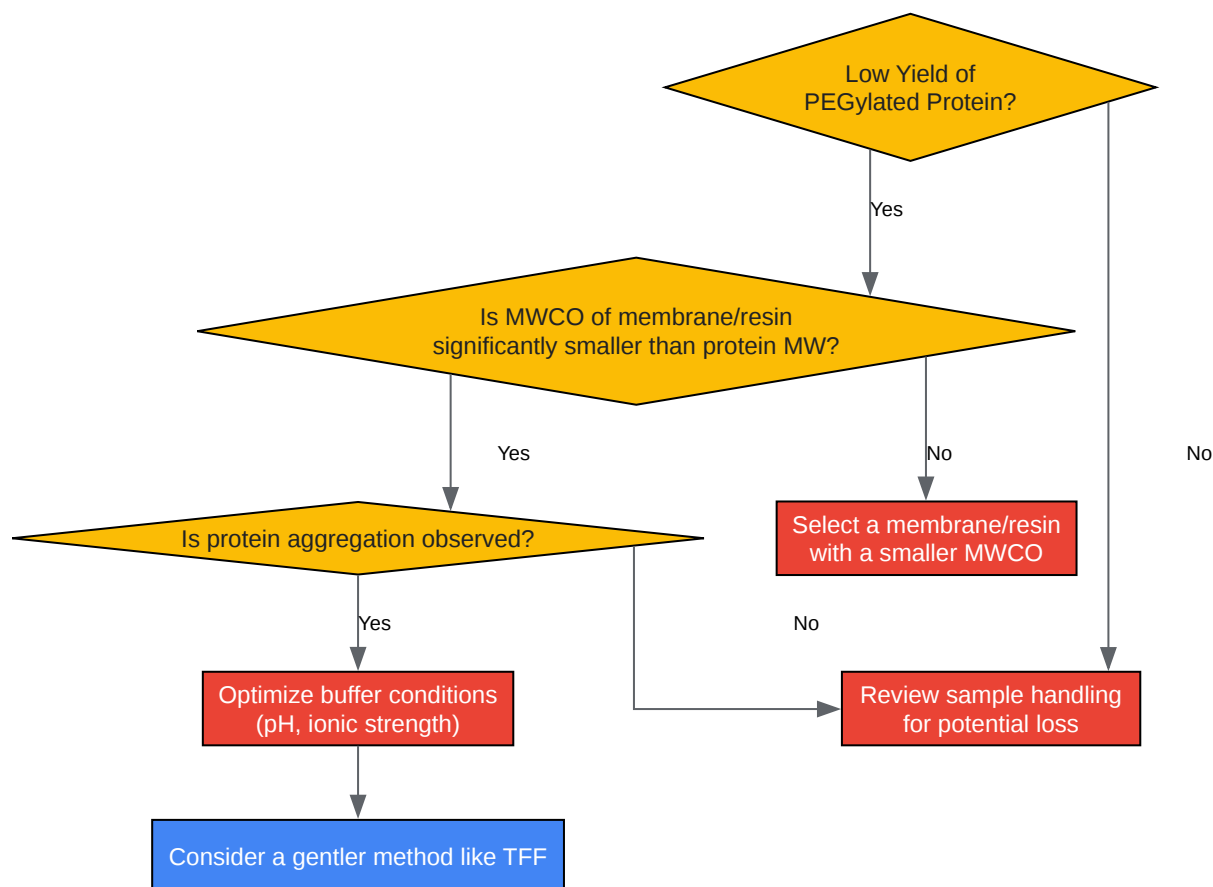 Low Yield of
PEGylated Protein?
Yes
Is MWCO of membrane/resin
significantly smaller than protein MW?
Yes
No
No
Is protein aggregation observed?
Select a membrane/resin
with a smaller MWCO
Yes
No
Optimize buffer conditions
(pH, ionic strength)
Review sample handling
for potential loss
Consider a gentler method like TFF